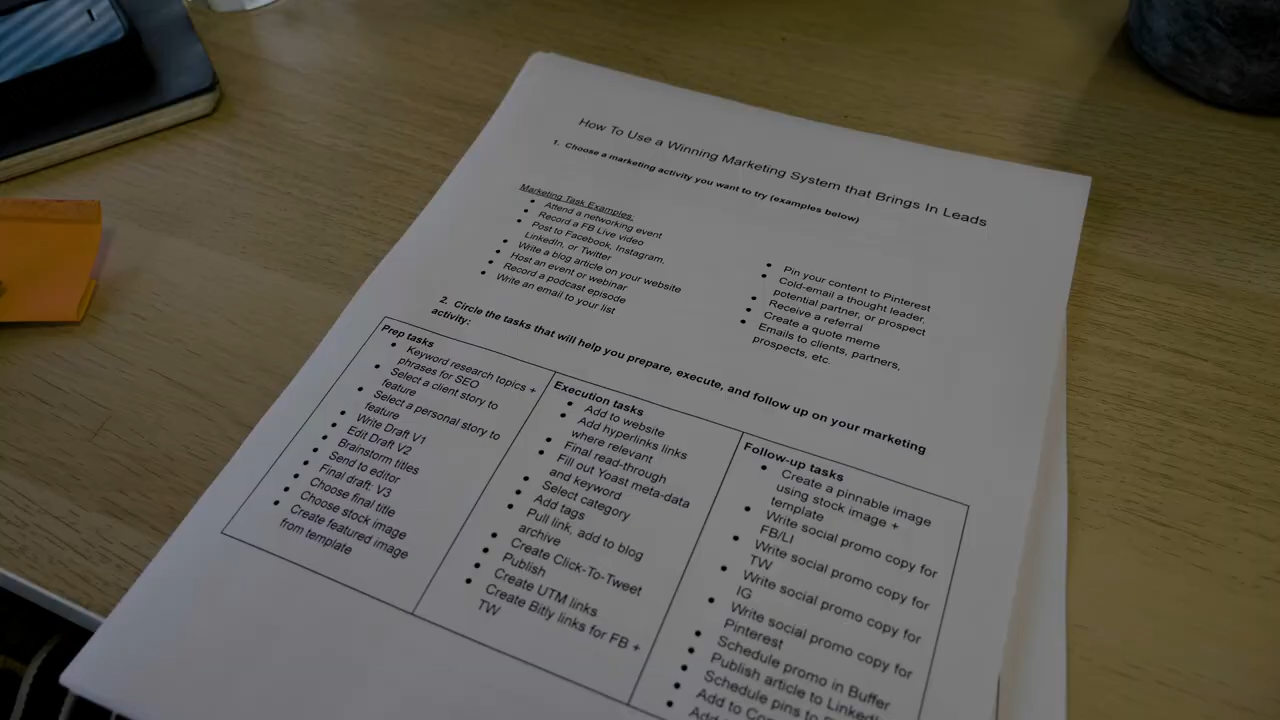 How To Use a Winning Marketing System that Brings In Leads
1. Choose a marketing activity you want to try (examples below)
Marketing Task Examples.
• Attend a networking event
• Record a FB Live video
• Post to Facebook, Instagram,
LinkedIn, or Twitter
• Write a blog article on your website
• Host an event or webinar
• Record a podcast episode
• Write an email to your list
• Pin your content to Pinterest
• Cold-email a thought leader,
potential partner, or prospect
• Receive a referral
• Create a quote meme
• Emails to clients, partners,
prospects, etc.
2. Circle the tasks that will help you prepare, execute, and follow up on your marketing
activity:
Prep tasks
• Keyword research topics +
phrases for SEO
• Select a client story to
feature
• Select a personal story to
feature
• Write Draft V1
• Edit Draft V2
• Brainstorm titles
• Send to editor
• Final draft: V3
• Choose final title
• Choose stock image
• Create featured image
from template
Execution tasks
• Add to website
• Add hyperlinks links
where relevant
• Final read-through
• Fill out Yoast meta-data
and keyword
• Select category
• Add tags
• Pull link, add to blog
archive
• Create Click-To-Tweet
• Publish
• Create UTM links
• Create Bitly links for FB +
TW
Follow-up tasks
• Create a pinnable image
using stock image +
template
• Write social promo copy for
FB/LI
• Write social promo copy for
TW
• Write social promo copy for
IG
• Write social promo copy for
Pinterest
• Schedule promo in Buffer
• Publish article to LinkedIn
• Schedule pins to
• Add to
Add